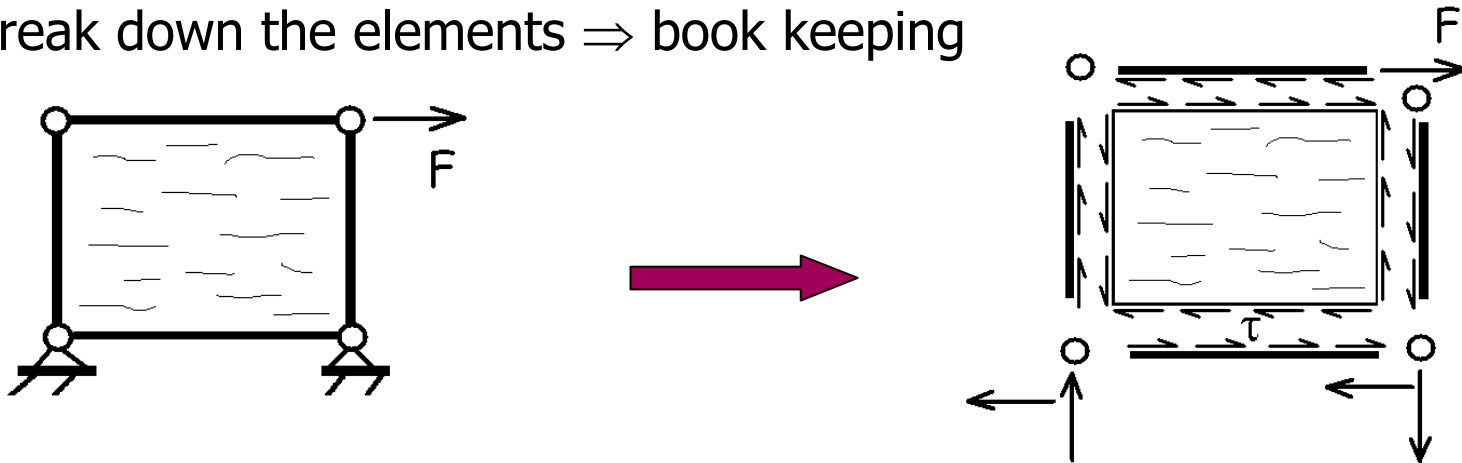 reak down the elements ⇒ book keeping
F
F
τ